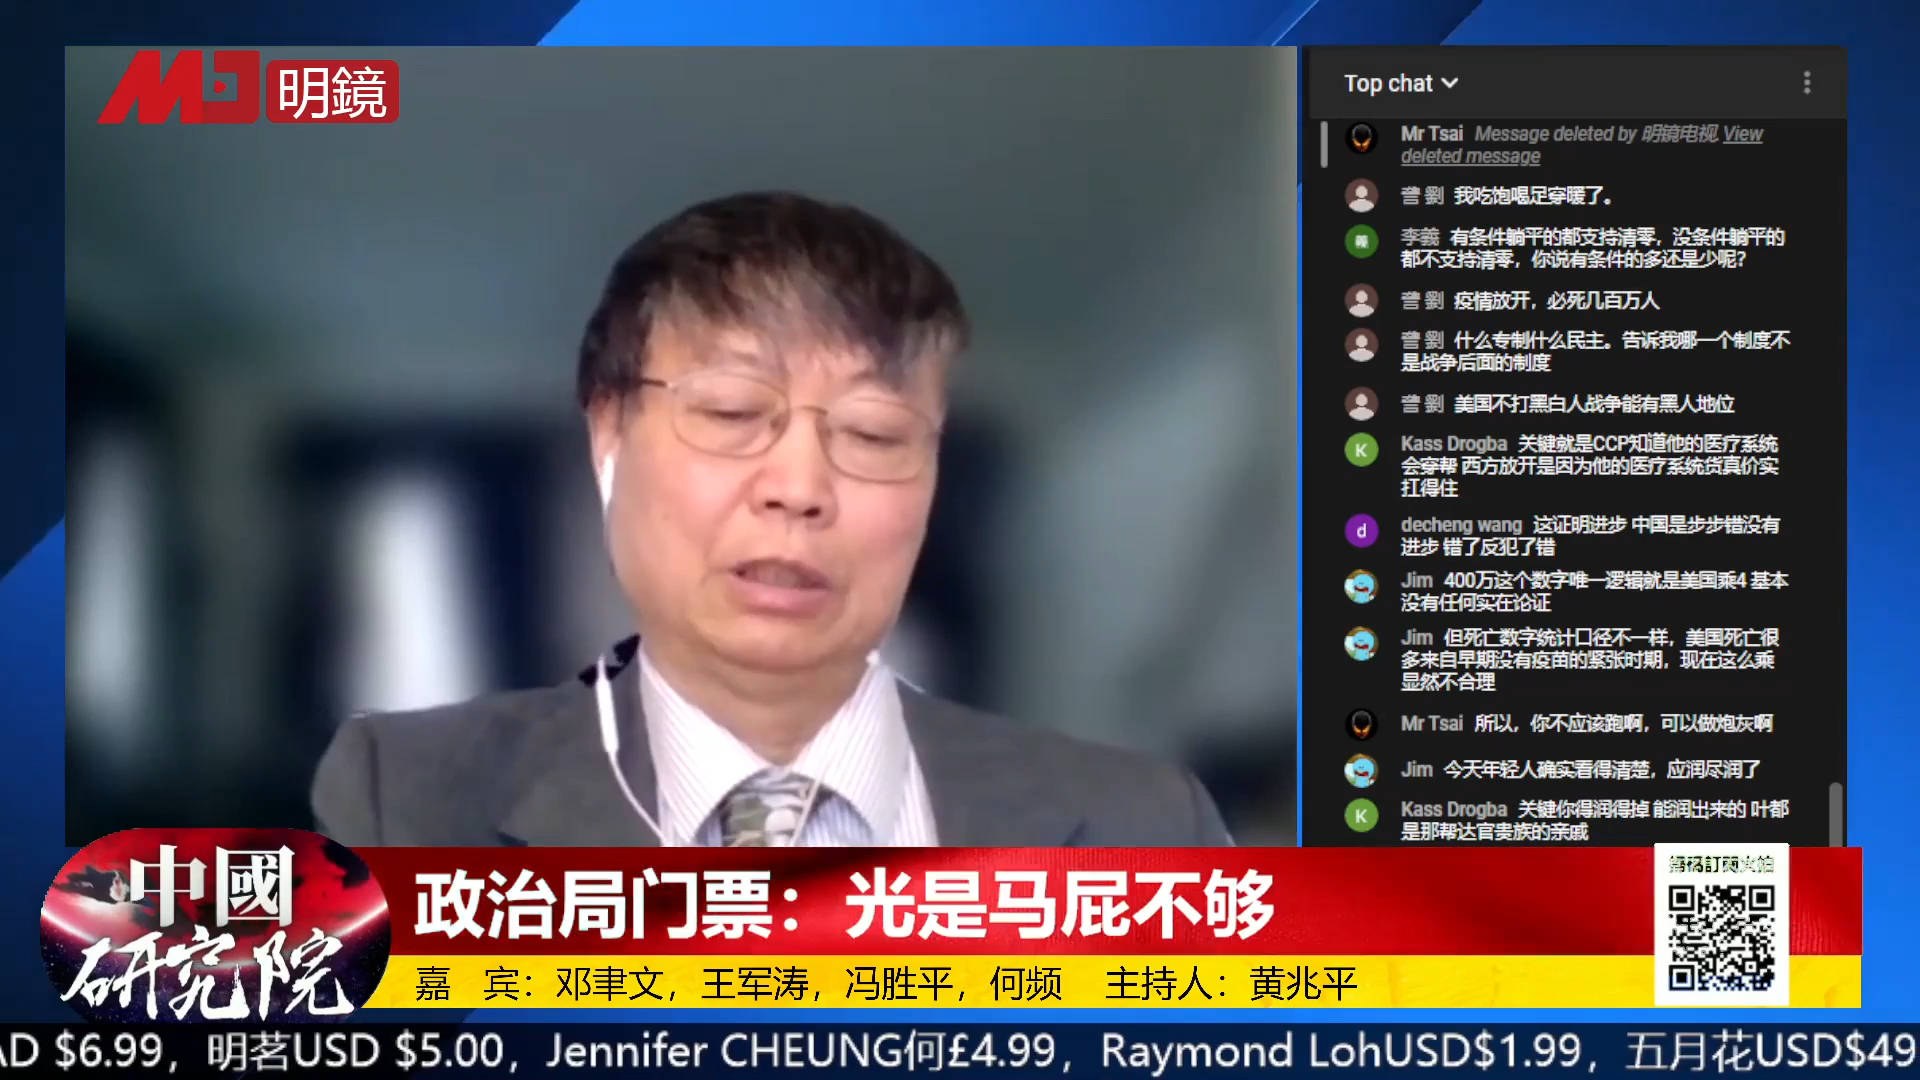 明鏡
Top chat
Mr Tsai Message deleted by 明鏡电视. View
deleted message
劉 我吃饱喝足穿暖了。
李義 有条件躺平的都支持清零，没条件躺平的
都不支持清零，你说有条件的多还是少呢？
劉 疫情放开，必死几百万人
劉 什么专制什么民主。告诉我哪一个制度不
是战争后面的制度
劉 美国不打黑白人战争能有黑人地位
K
Kass Drogba 关键就是CCP知道他的医疗系统
会穿帮 西方放开是因为他的医疗系统货真价实
扛得住
d
decheng wang 这证明进步 中国是步步错没有
进步 错了反犯了错
Jim 400万这个数字唯一逻辑就是美国乘4 基本
没有任何实在论证
Jim 但死亡数字统计口径不一样，美国死亡很
多来自早期没有疫苗的紧张时期，现在这么乘
显然不合理
Mr Tsai 所以，你不应该跑啊，可以做炮灰啊
Jim 今天年轻人确实看得清楚，应润尽润了
K
Kass Drogba 关键你得润得掉 能润出来的 叶都
是那帮达官贵族的亲戚
中國
研究院
政治局门票：光是马屁不够
嘉 宾：邓聿文，王军涛，冯胜平，何频 主持人：黄兆平
AD $6.99，明茗USD $5.00，Jennifer CHEUNG何£4.99，Raymond LohUSD$1.99，五月花USD$49